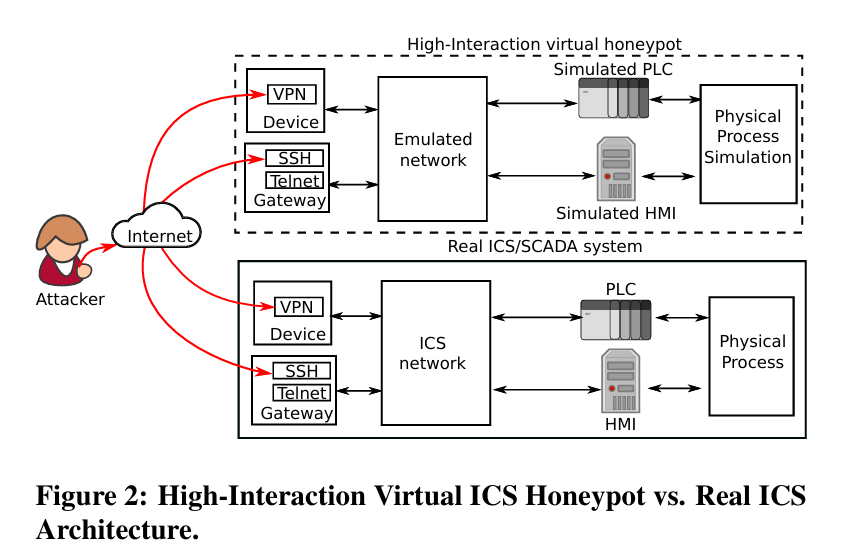 High-Interaction virtual honeypot
Simulated PLC
VPN
Device
SSH
Telnet
Gateway
Emulated
network
Physical
Process
Simulation
Simulated HMI
Internet
Attacker
Real ICS/SCADA system
PLC
VPN
Device
SSH
Telnet
Gateway
ICS
network
Physical
Process
HMI
Figure 2: High-Interaction Virtual ICS Honeypot vs. Real ICS
Architecture.